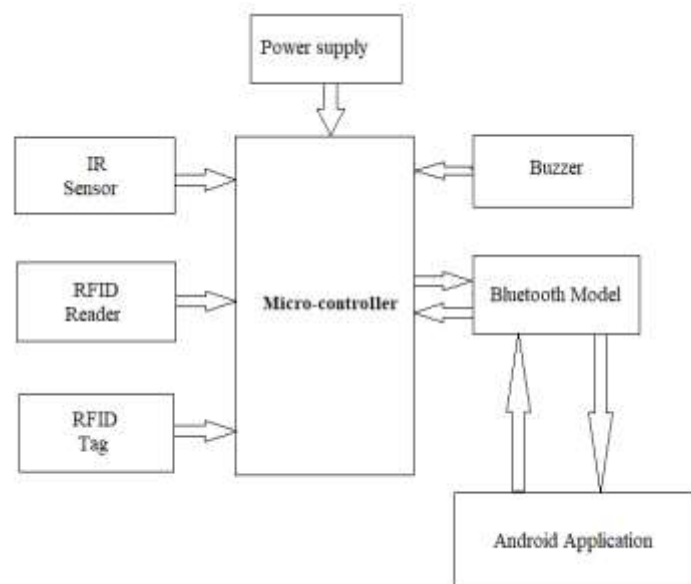 Power supply
IR
Sensor
Buzzer
RFID
Reader
Micro-controller
Bluetooth Model
RFID
Tag
Android Application